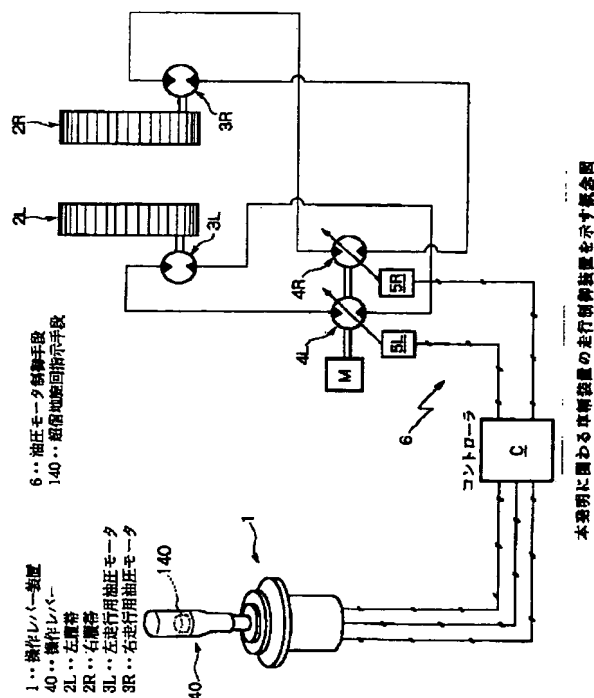 1‥操作レバー装置
40‥操作レバー
2L‥左履帯
2R‥右履帯
3L‥左走行用油圧モータ
3R‥右走行用油圧モータ
6‥油圧モータ制御手段
140‥超信地旋回指示手段
2R
3R
2L
3L
4R
4L
M
5R
5L
6
コントローラ
C
1
140
40
本発明に関わる車輌装置の走行制御装置を示す概念図